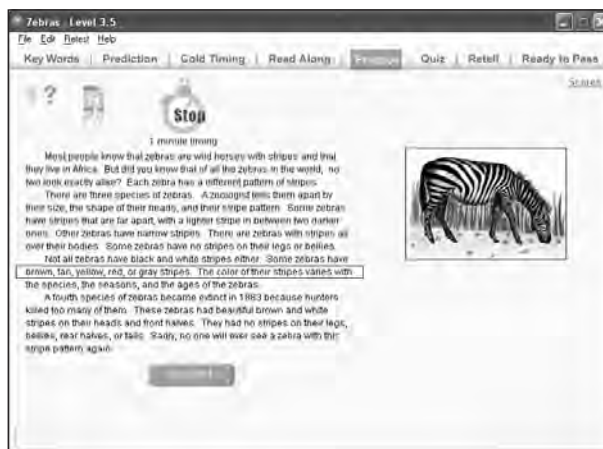 Zebras Level 3.5
File Edit Retest Help
Key Words | Prediction | Cold Timing | Read Along | Practice | Quiz | Retell | Ready to Pass
Scores
?
Stop
1 minute timing
Most people know that zebras are wild horses with stripes and that
they live in Africa. But did you know that of all the zebras in the world, no
two look exactly alike? Each zebra has a different pattern of stripes.
There are three species of zebras. A zoologist tells them apart by
their size, the shape of their heads, and their stripe pattern. Some zebras
have stripes that are far apart, with a lighter stripe in between two darker
ones. Other zebras have narrow stripes. There are zebras with stripes all
over their bodies. Some zebras have no stripes on their legs or bellies.
Not all zebras have black and white stripes either. Some zebras have
brown, tan, yellow, red, or gray stripes. The color of their stripes varies with
the species, the seasons, and the ages of the zebras.
A fourth species of zebras became extinct in 1883 because hunters
killed too many of them. These zebras had beautiful brown and white
stripes on their heads and front halves. They had no stripes on their legs,
bellies, rear halves, or tails. Sadly, no one will ever see a zebra with this
stripe pattern again.